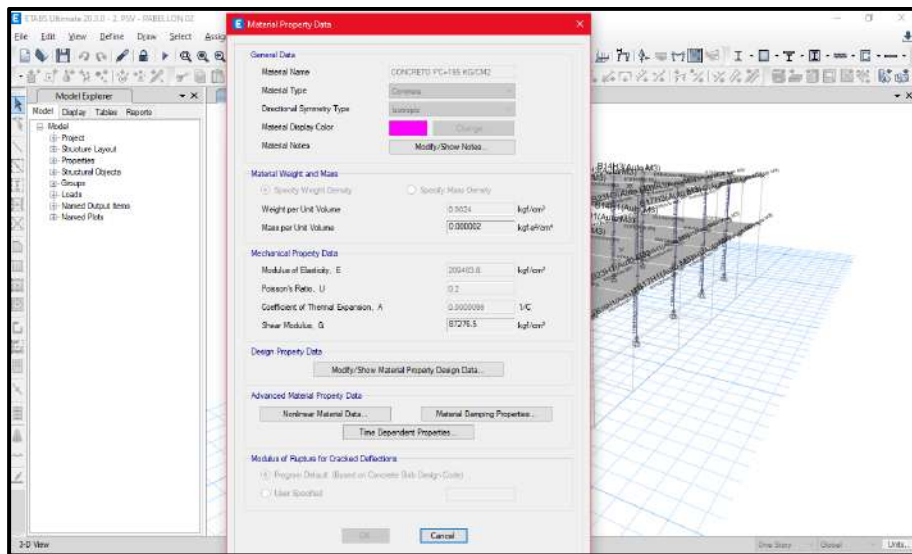 ETABS Ultimate 20.3.0 - 2. PSV - PABELLON 02
File Edit View Define Draw Select
Model Explorer
Model Display Tables Reports
Model
Project
Structure Layout
Properties
Structural Objects
Groups
Loads
Named Output Items
Named Plots
Material Property Data
General Data
Material Name CONCRETO F'C=195 KG/CM2
Material Type Concrete
Directional Symmetry Type Isotropic
Material Display Color Change
Material Notes Modify/Show Notes...
Material Weight and Mass
Specify Weight Density Specify Mass Density
Weight per Unit Volume 0.0024 kgf/cm³
Mass per Unit Volume 0.000002 kgf-s²/cm⁴
Mechanical Property Data
Modulus of Elasticity, E kgf/cm²
Poisson's Ratio, U 0.2
Coefficient of Thermal Expansion, A 0.0000099 1/C
Shear Modulus, G 87276.5 kgf/cm²
Design Property Data
Modify/Show Material Property Design Data...
Advanced Material Property Data
Nonlinear Material Data... Material Damping Properties...
Time Dependent Properties...
Modulus of Rupture for Cracked Deflections
Program Default (Based on Concrete Slab Design Code)
User Specified
OK Cancel
3-D View One Story Global Units...